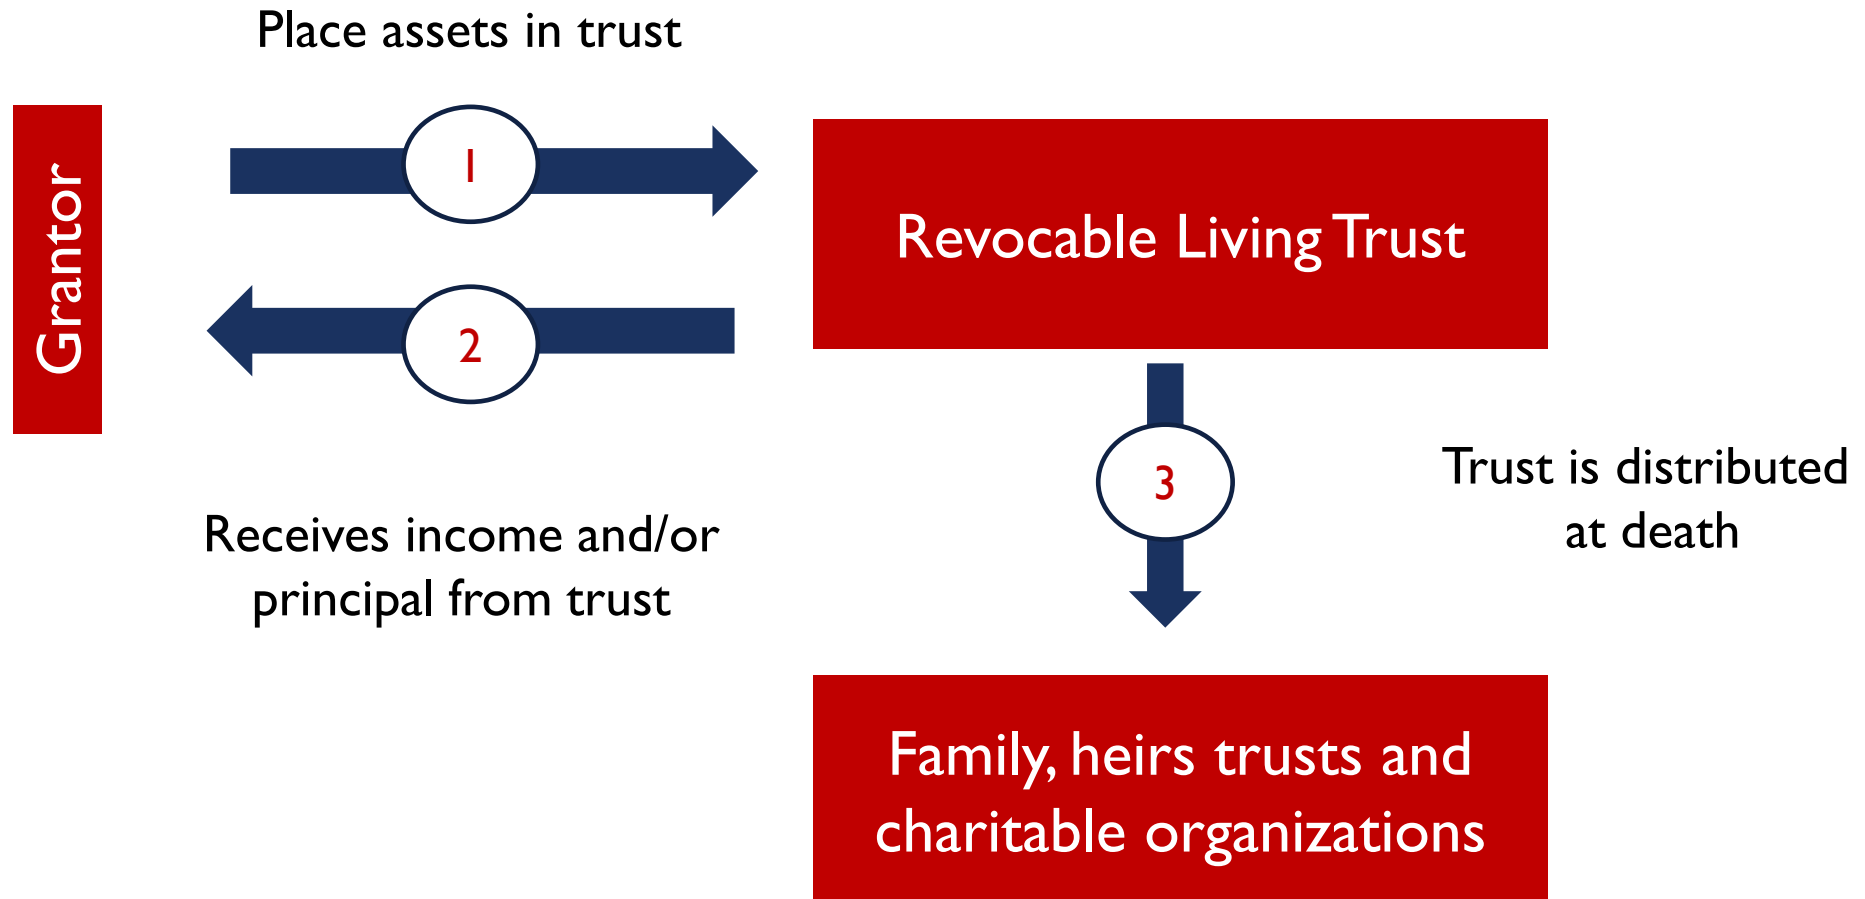 Place assets in trust
Grantor
1
Revocable Living Trust
2
3
Trust is distributed
at death
Receives income and/or
principal from trust
Family, heirs trusts and
charitable organizations